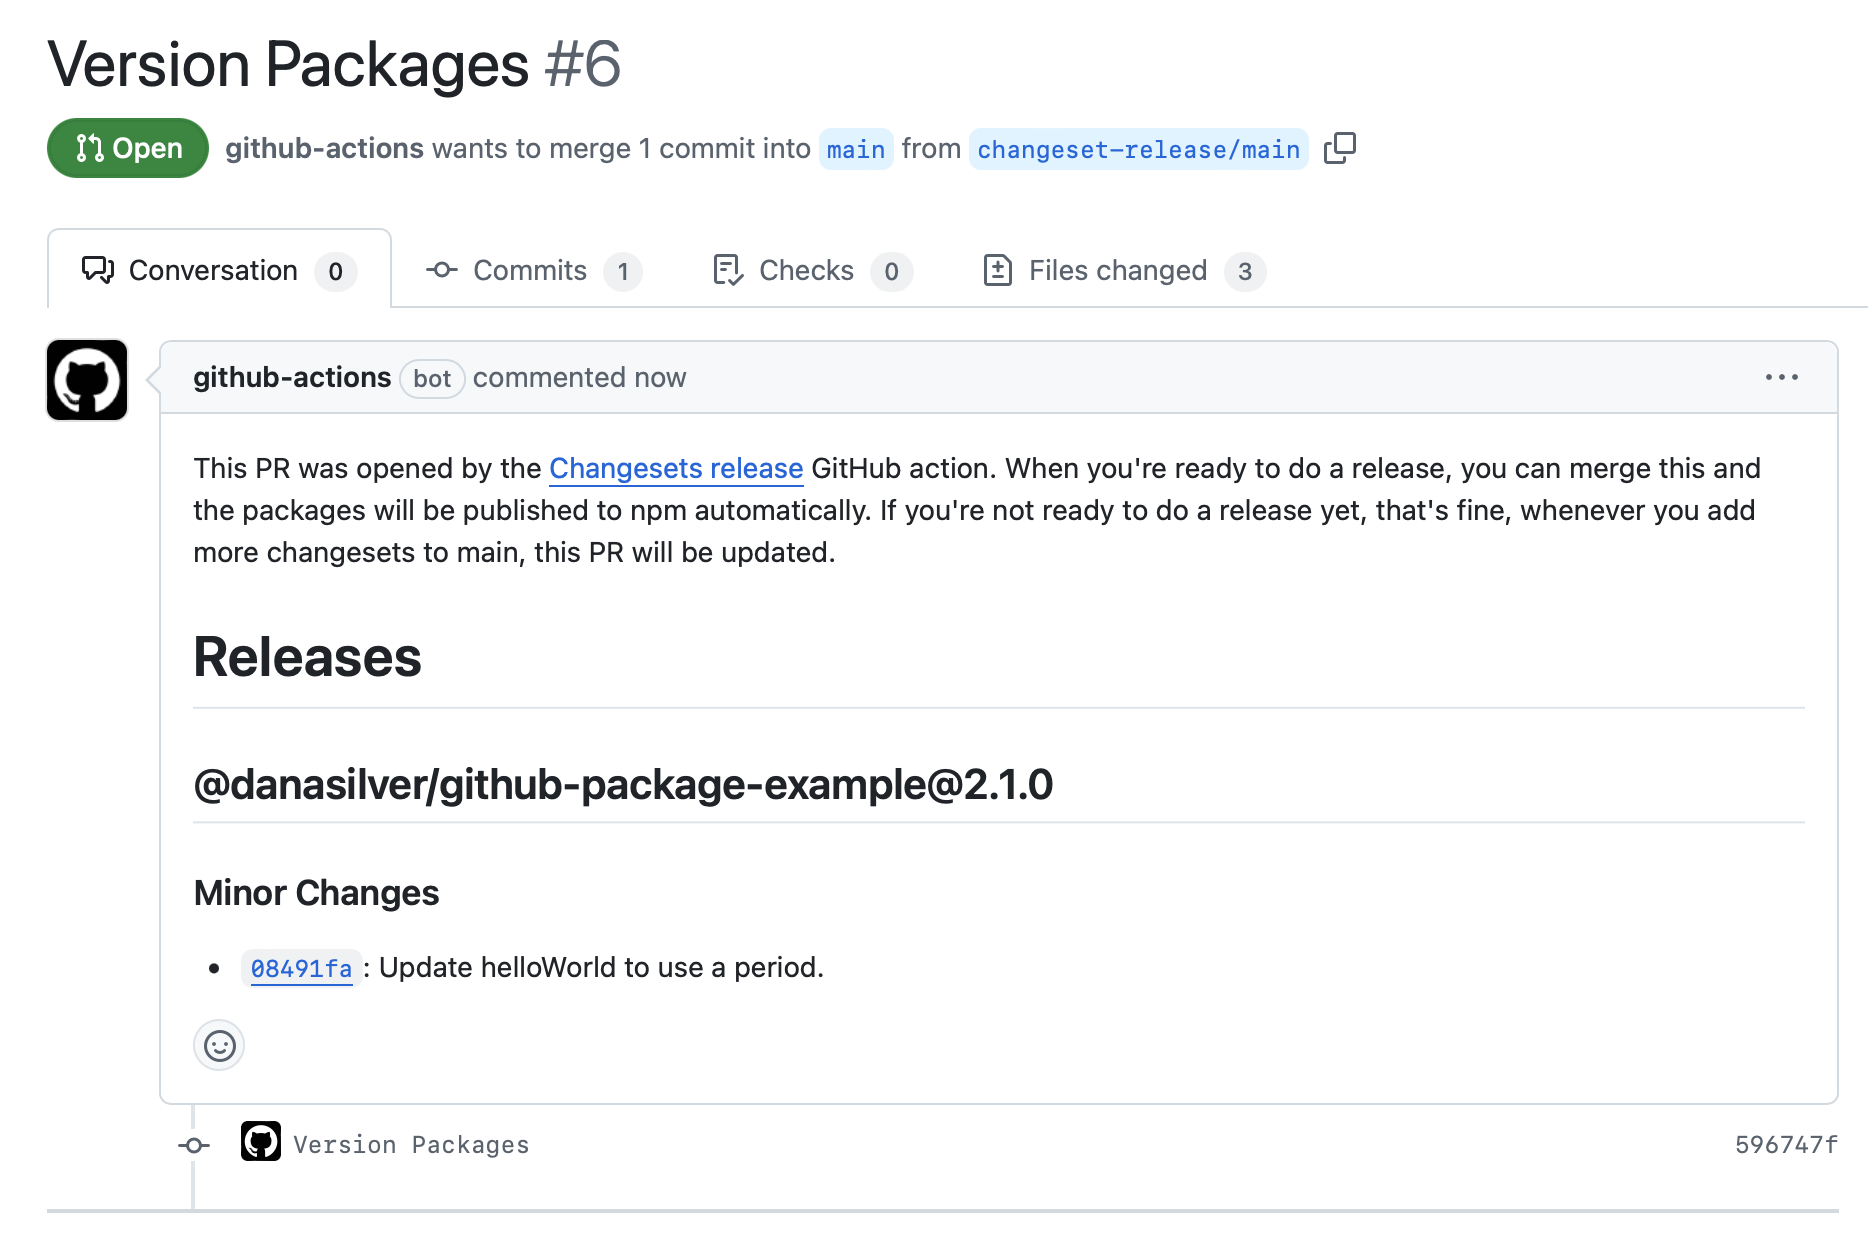 Version Packages #6
Open github-actions wants to merge 1 commit into main from changeset-release/main
Conversation 0 Commits 1 Checks 0 Files changed 3
github-actions bot commented now
This PR was opened by the Changesets release GitHub action. When you're ready to do a release, you can merge this and
the packages will be published to npm automatically. If you're not ready to do a release yet, that's fine, whenever you add
more changesets to main, this PR will be updated.
Releases
@danasilver/github-package-example@2.1.0
Minor Changes
• 08491fa: Update helloWorld to use a period.
Version Packages 596747f